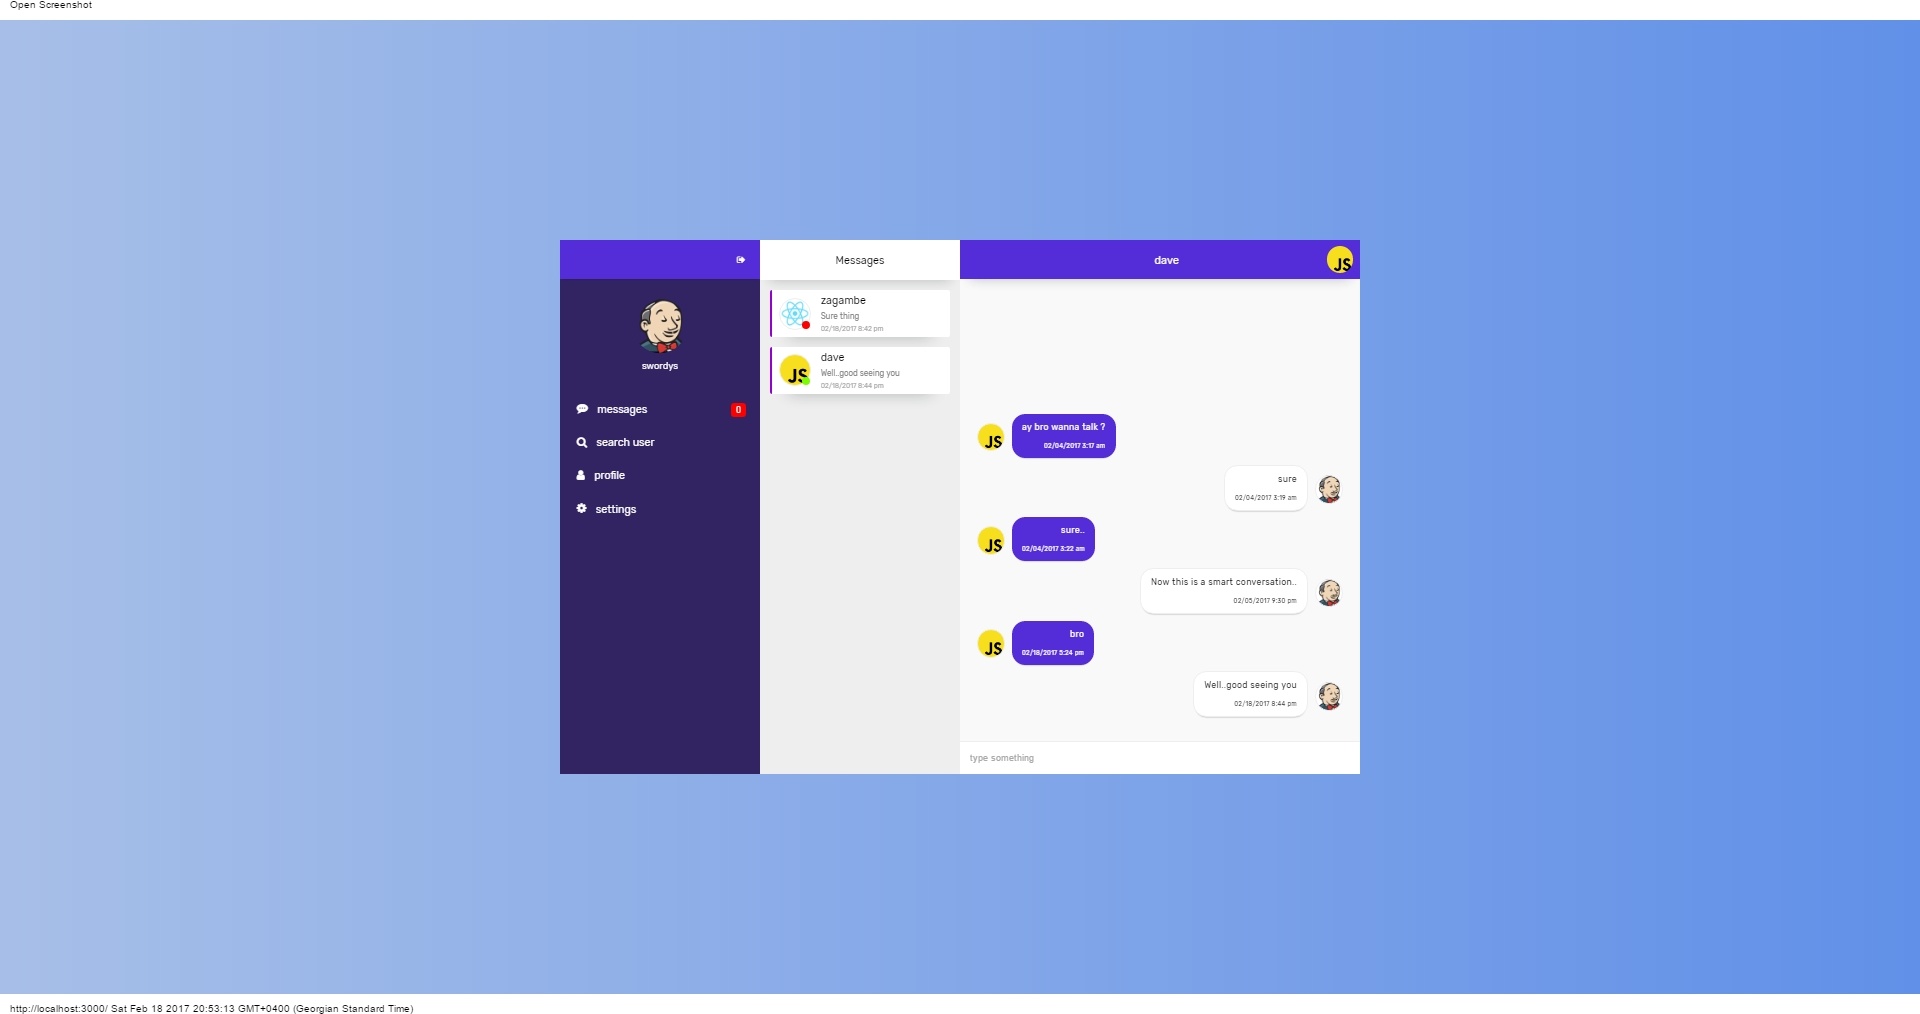 Open Screenshot
swordys
messages
0
search user
profile
settings
Messages
zagambe
Sure thing
02/18/2017 8:42 pm
JS
dave
Well..good seeing you
02/18/2017 8:44 pm
dave
JS
JS
ay bro wanna talk ?
02/04/2017 3:17 am
sure
02/04/2017 3:19 am
JS
sure..
02/04/2017 3:22 am
Now this is a smart conversation..
02/05/2017 9:30 pm
JS
bro
02/18/2017 5:24 pm
Well..good seeing you
02/18/2017 8:44 pm
type something
http://localhost:3000/ Sat Feb 18 2017 20:53:13 GMT+0400 (Georgian Standard Time)